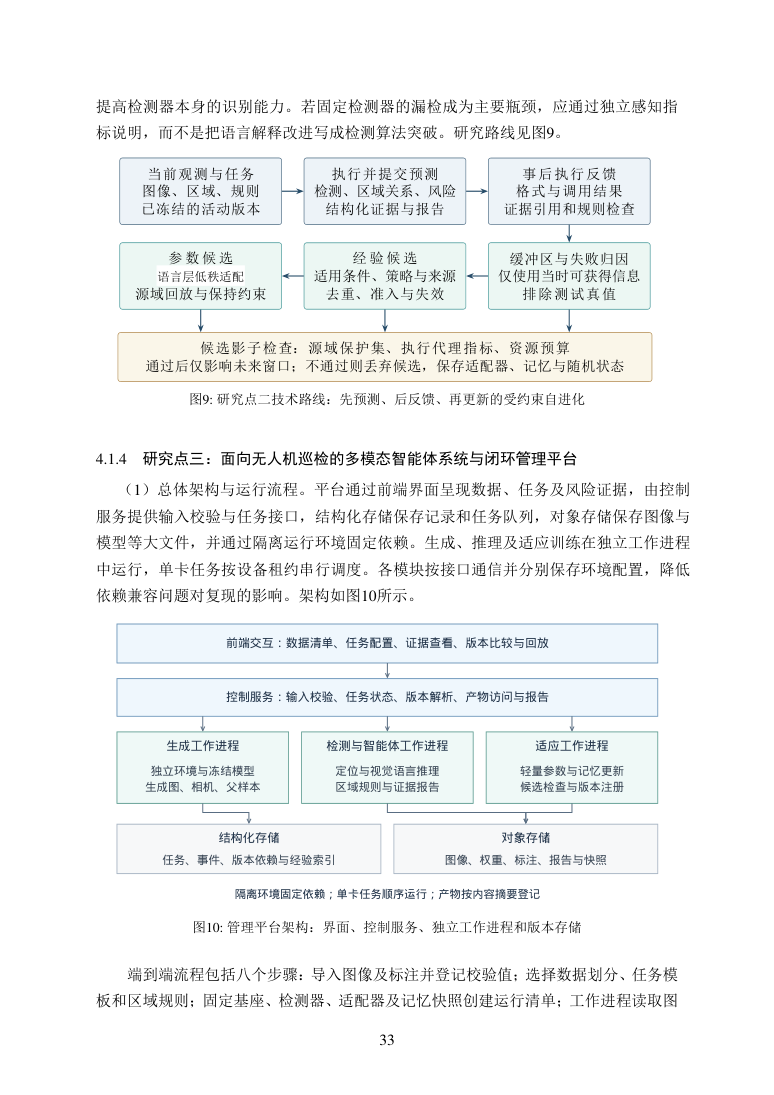 提高检测器本身的识别能力。若固定检测器的漏检成为主要瓶颈，应通过独立感知指
标说明，而不是把语言解释改进写成检测算法突破。研究路线见图9。
当前观测与任务
图像、区域、规则
已冻结的活动版本
执行并提交预测
检测、区域关系、风险
结构化证据与报告
事后执行反馈
格式与调用结果
证据引用和规则检查
参数候选
语言层低秩适配
源域回放与保持约束
经验候选
适用条件、策略与来源
去重、准入与失效
缓冲区与失败归因
仅使用当时可获得信息
排除测试真值
候选影子检查：源域保护集、执行代理指标、资源预算
通过后仅影响未来窗口；不通过则丢弃候选，保存适配器、记忆与随机状态
图9: 研究点二技术路线：先预测、后反馈、再更新的受约束自进化
4.1.4 研究点三：面向无人机巡检的多模态智能体系统与闭环管理平台
（1）总体架构与运行流程。平台通过前端界面呈现数据、任务及风险证据，由控制
服务提供输入校验与任务接口，结构化存储保存记录和任务队列，对象存储保存图像与
模型等大文件，并通过隔离运行环境固定依赖。生成、推理及适应训练在独立工作进程
中运行，单卡任务按设备租约串行调度。各模块按接口通信并分别保存环境配置，降低
依赖兼容问题对复现的影响。架构如图10所示。
前端交互：数据清单、任务配置、证据查看、版本比较与回放
控制服务：输入校验、任务状态、版本解析、产物访问与报告
生成工作进程
独立环境与冻结模型
生成图、相机、父样本
检测与智能体工作进程
定位与视觉语言推理
区域规则与证据报告
适应工作进程
轻量参数与记忆更新
候选检查与版本注册
结构化存储
任务、事件、版本依赖与经验索引
对象存储
图像、权重、标注、报告与快照
隔离环境固定依赖；单卡任务顺序运行；产物按内容摘要登记
图10: 管理平台架构：界面、控制服务、独立工作进程和版本存储
端到端流程包括八个步骤：导入图像及标注并登记校验值；选择数据划分、任务模
板和区域规则；固定基座、检测器、适配器及记忆快照创建运行清单；工作进程读取图
33